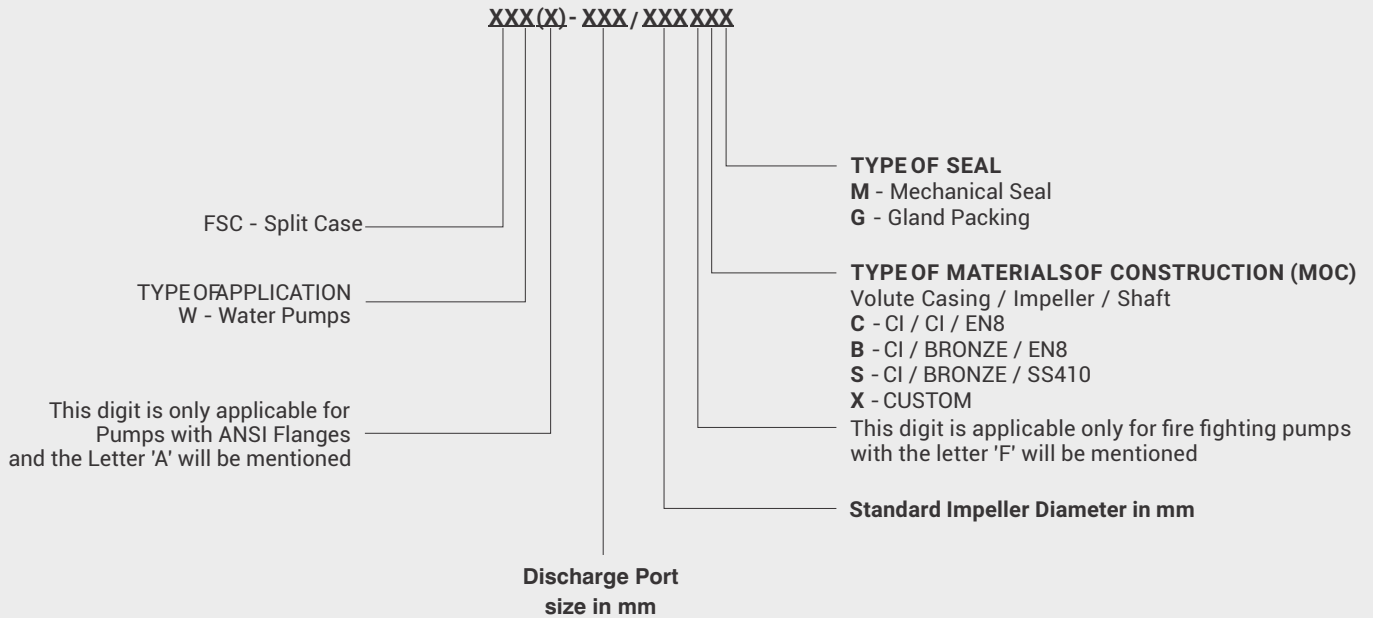 XXX(X)- XXX / XXXXXX
FSC - Split Case
TYPE OF APPLICATION
W - Water Pumps
This digit is only applicable for
Pumps with ANSI Flanges
and the Letter 'A' will be mentioned
TYPE OF SEAL
M - Mechanical Seal
G - Gland Packing
TYPE OF MATERIALS OF CONSTRUCTION (MOC)
Volute Casing / Impeller / Shaft
C - CI / CI / EN8
B - CI / BRONZE / EN8
S - CI / BRONZE / SS410
X - CUSTOM
This digit is applicable only for fire fighting pumps
with the letter 'F' will be mentioned
Standard Impeller Diameter in mm
Discharge Port
size in mm